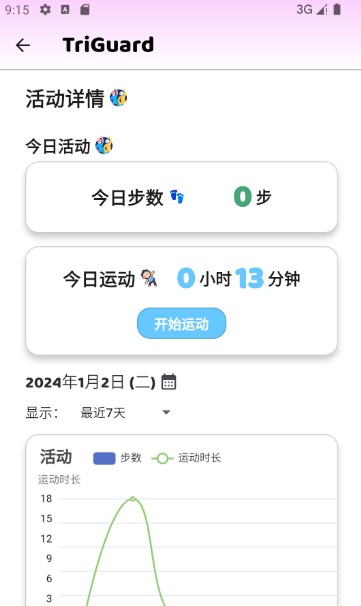 9:15 3G
TriGuard
活动详情
今日活动
今日步数 0 步
今日运动 0 小时 13 分钟
开始运动
2024年1月2日 (二)
显示： 最近7天
活动 步数 运动时长
运动时长
18
15
12
9
6
3